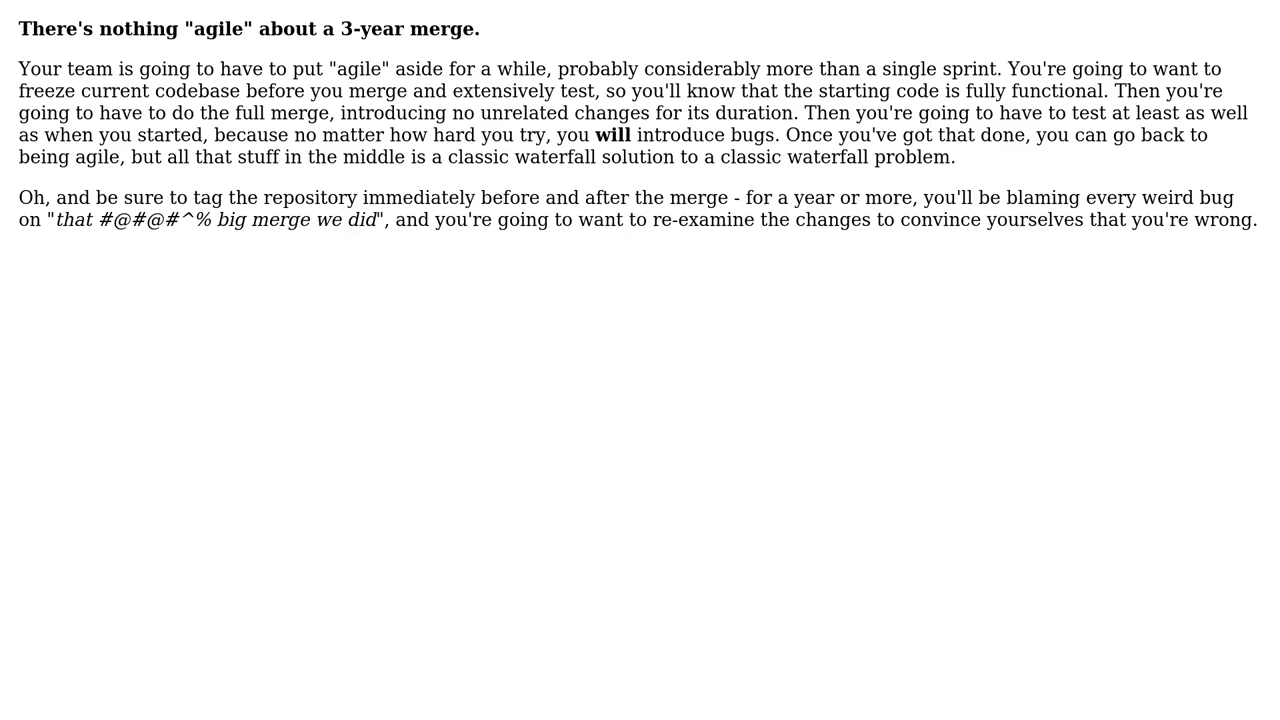 There's nothing "agile" about a 3-year merge.
Your team is going to have to put "agile" aside for a while, probably considerably more than a single sprint. You're going to want to
freeze current codebase before you merge and extensively test, so you'll know that the starting code is fully functional. Then you're
going to have to do the full merge, introducing no unrelated changes for its duration. Then you're going to have to test at least as well
as when you started, because no matter how hard you try, you will introduce bugs. Once you've got that done, you can go back to
being agile, but all that stuff in the middle is a classic waterfall solution to a classic waterfall problem.
Oh, and be sure to tag the repository immediately before and after the merge - for a year or more, you'll be blaming every weird bug
on "that #@#@#^% big merge we did", and you're going to want to re-examine the changes to convince yourselves that you're wrong.